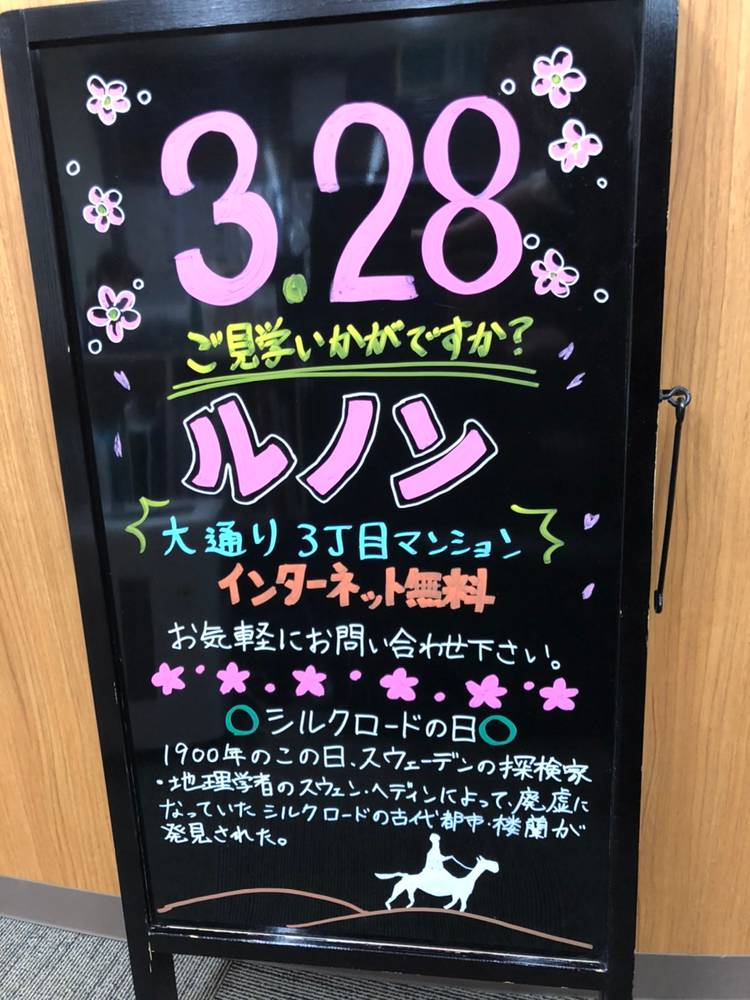 3.28
ご見学いかがですか?
ルノン
大通り3丁目マンション
インターネット無料
お気軽にお問い合わせ下さい。
○シルクロードの日○
1900年のこの日、スウェーデンの探検家
・地理学者のスウェン・ヘディンによって、廃虚に
なっていたシルクロードの古代都市・楼蘭が
発見された。